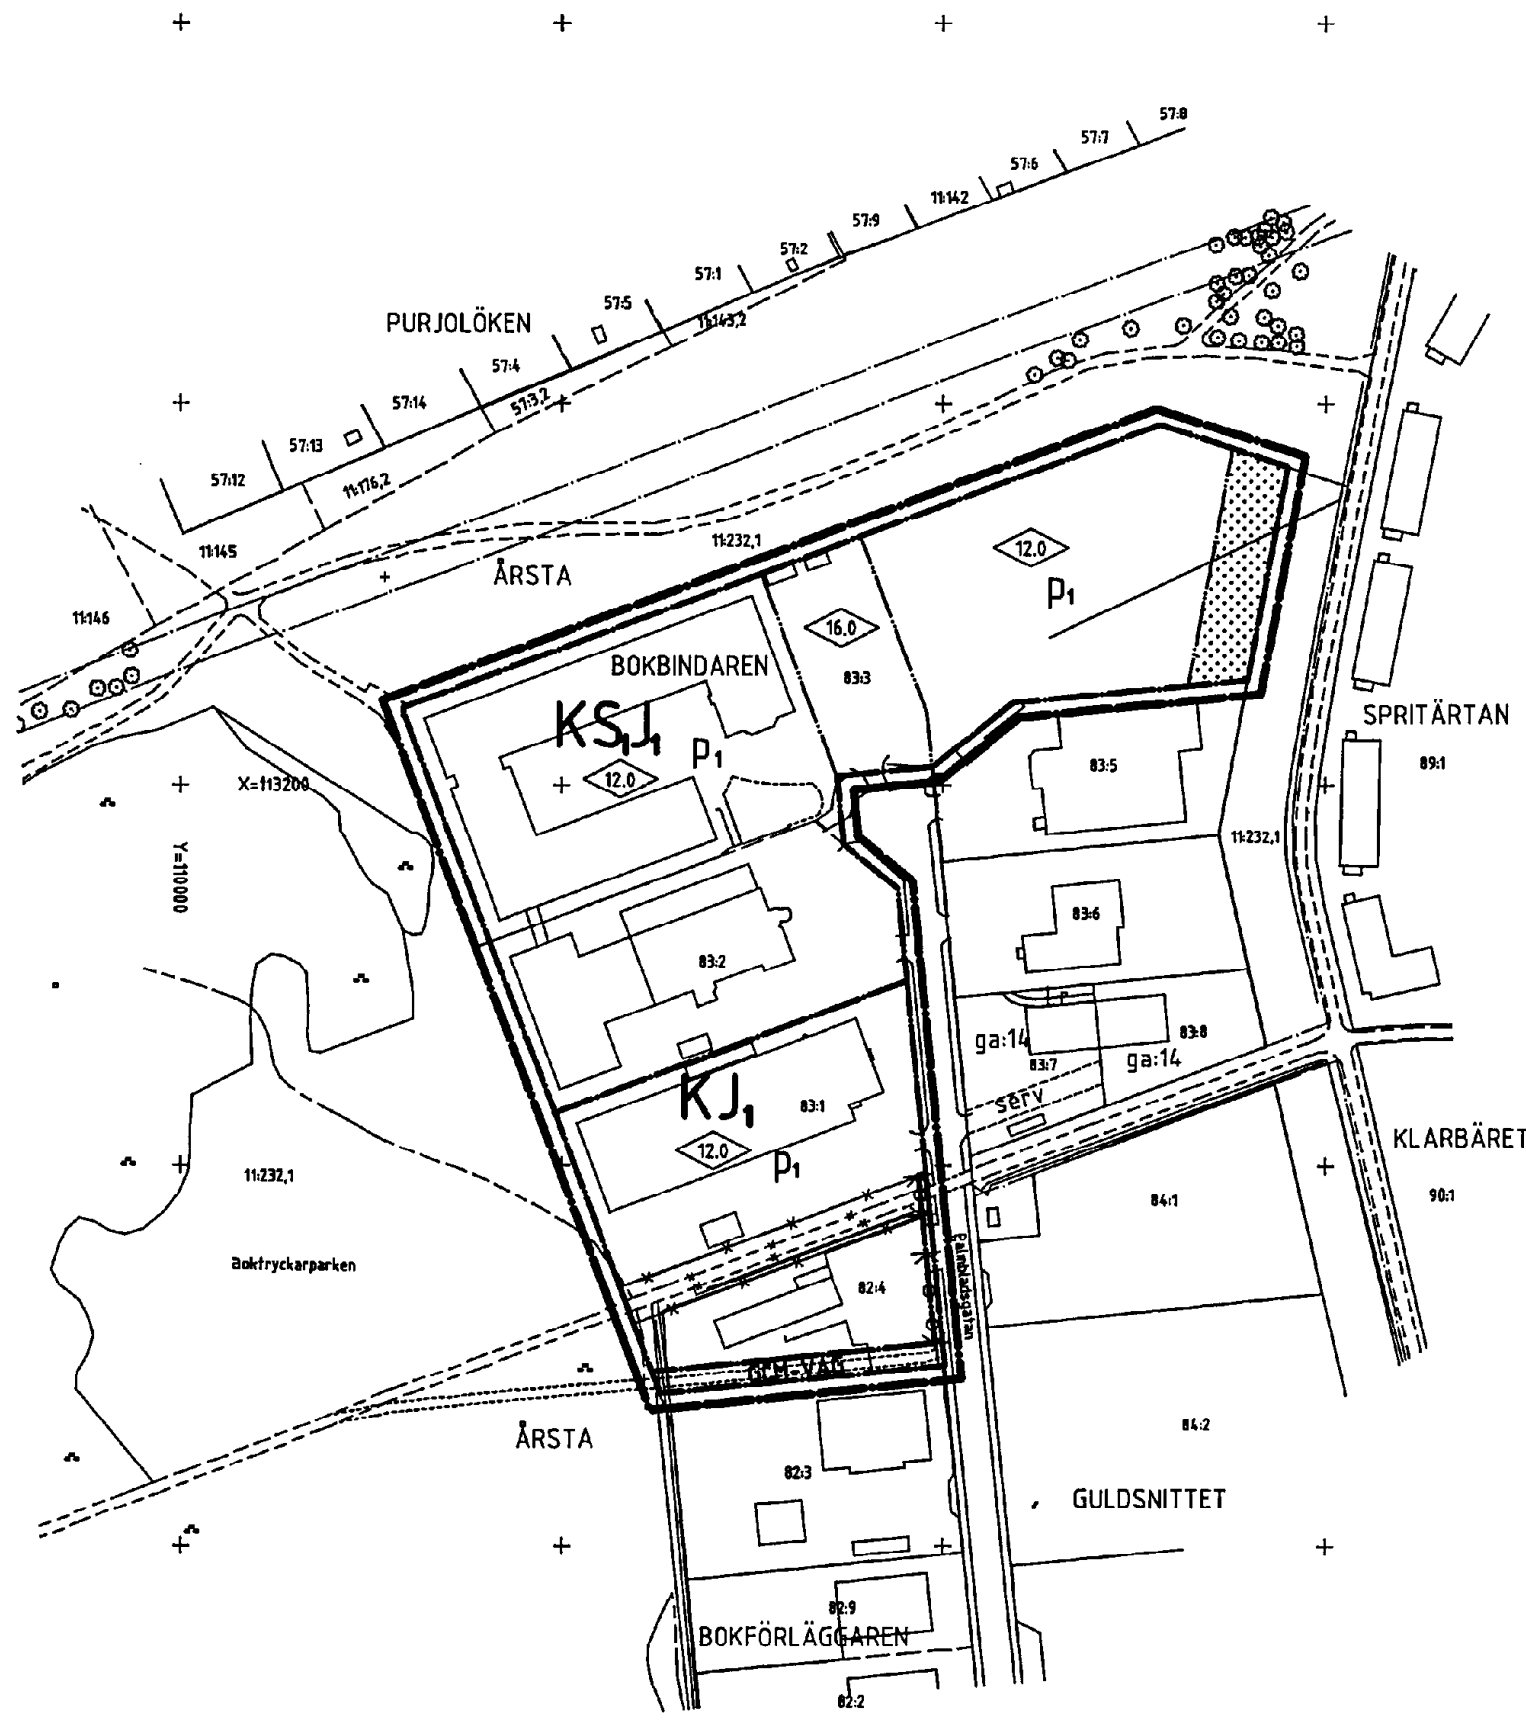 57:8
57:7
57:6
11:142
57:9
57:2
57:1
57:5
11:143,2
PURJOLÖKEN
57:4
57:3,2
57:14
57:13
57:12
11:176,2
11:145
11:232,1
12.0
ÅRSTA
p1
11:146
16.0
BOKBINDAREN
83:3
KS1J1
p1
12.0
SPRITÄRTAN
89:1
83:5
X=113200
Y=110000
11:232,1
83:6
83:2
ga:14
83:8
83:7
ga:14
serv
KJ1
83:1
12.0
p1
KLARBÄRET
90:1
11:232,1
84:1
Boktryckarparken
Palmbladsgatan
82:4
GCM-VÄG
ÅRSTA
84:2
82:3
GULDSNITTET
82:9
BOKFÖRLÄGGAREN
82:2